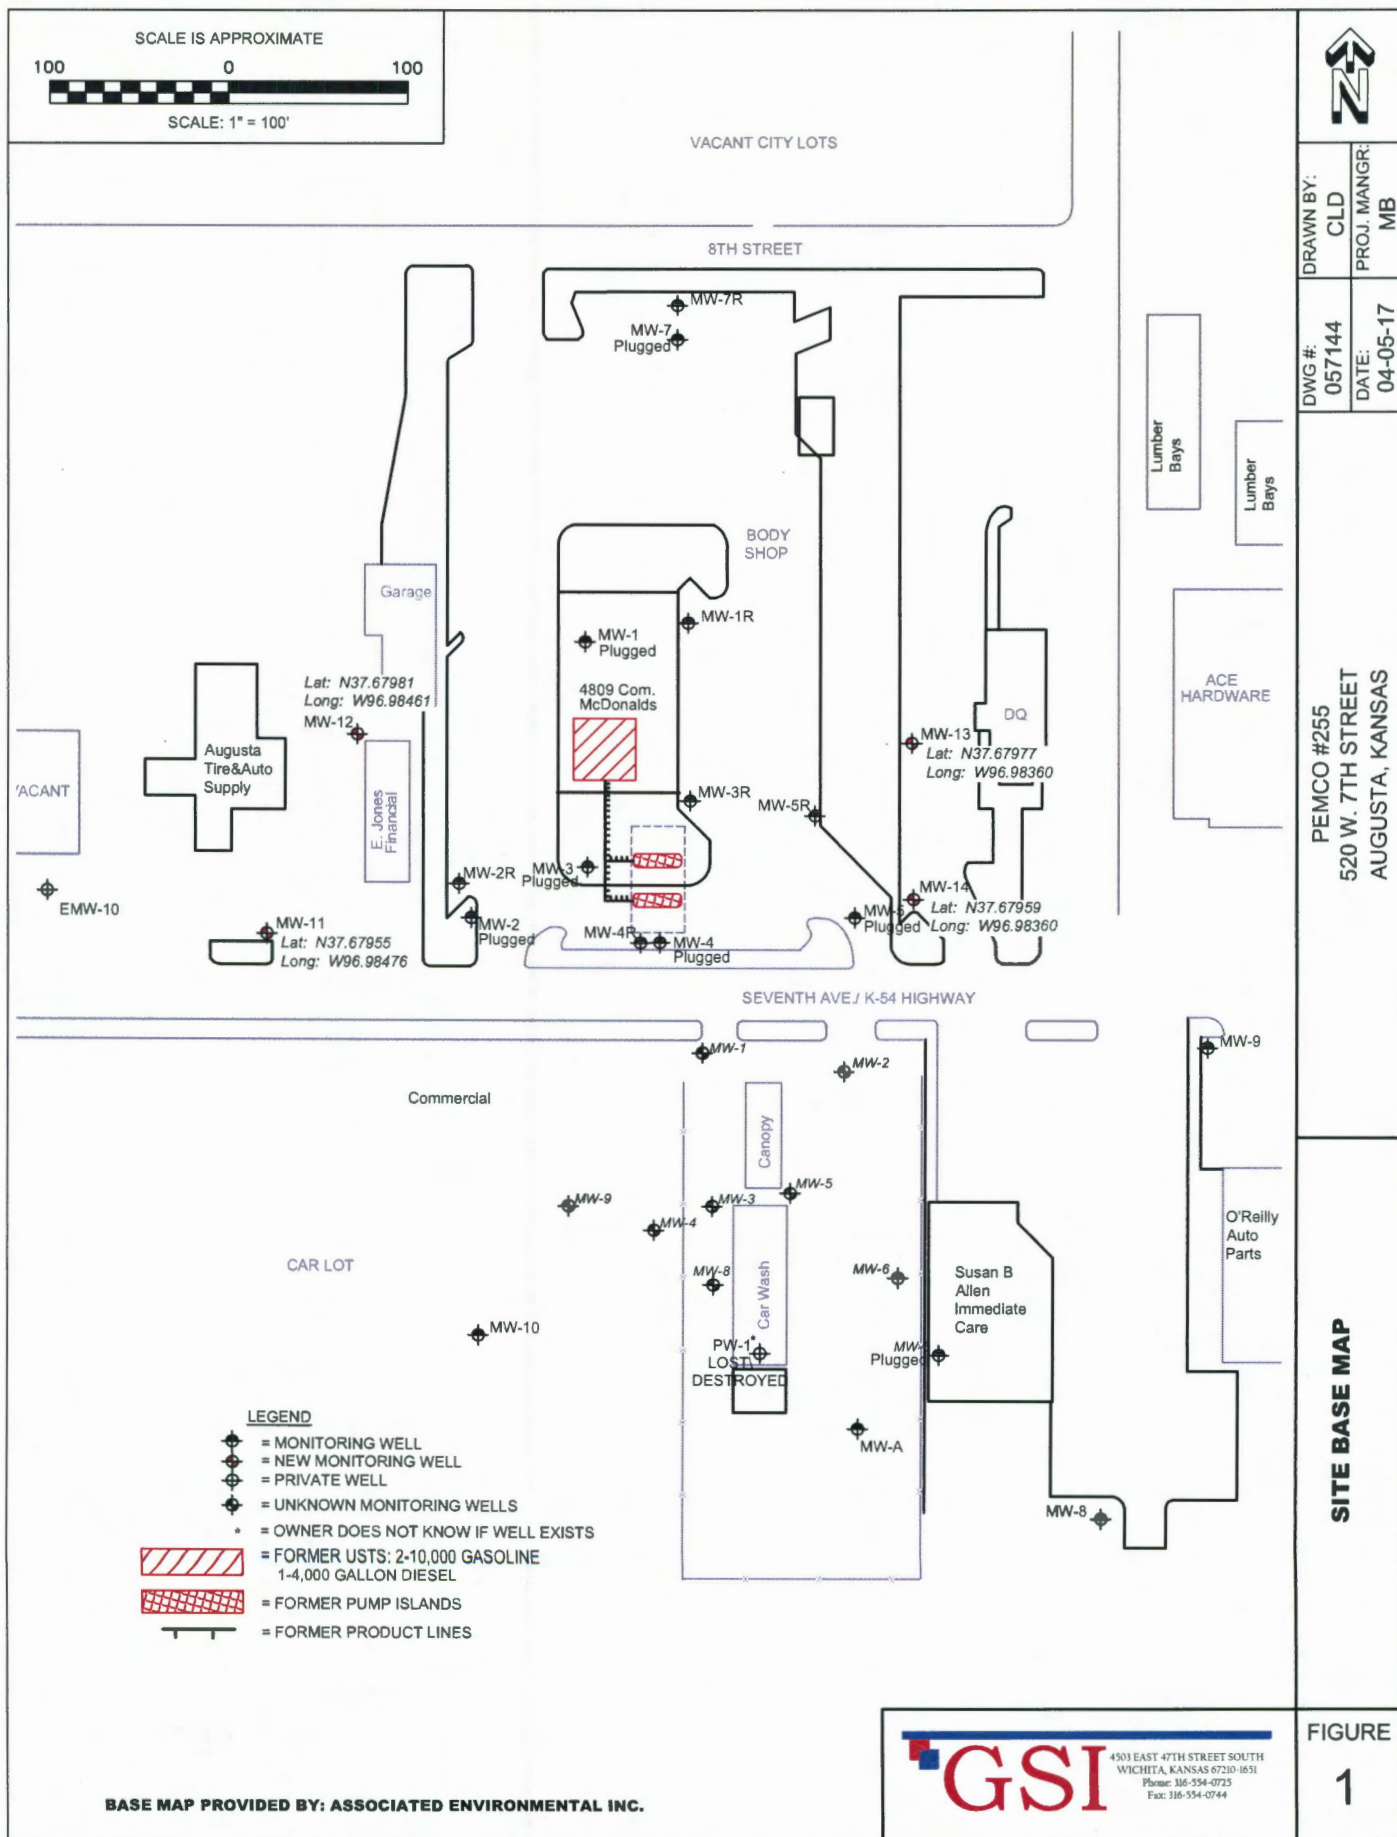 SCALE IS APPROXIMATE
100 0 100
SCALE: 1" = 100'
N
DRAWN BY:
CLD
PROJ. MANGR:
MB
DWG #:
057144
DATE:
04-05-17
PEMCO #255
520 W. 7TH STREET
AUGUSTA, KANSAS
SITE BASE MAP
FIGURE
1
VACANT CITY LOTS
8TH STREET
MW-7R
MW-7
Plugged
Lumber
Bays
Lumber
Bays
BODY
SHOP
Garage
MW-1R
MW-1
Plugged
Lat: N37.67981
Long: W96.98461
MW-12
4809 Com.
McDonalds
ACE
HARDWARE
DQ
MW-13
Lat: N37.67977
Long: W96.98360
Augusta
Tire&Auto
Supply
VACANT
E. Jones
Financial
MW-3R
MW-5R
MW-2R
MW-3
Plugged
EMW-10
MW-14
Lat: N37.67959
Long: W96.98360
MW-11
Lat: N37.67955
Long: W96.98476
MW-2
Plugged
MW-4R
MW-4
Plugged
MW-5
Plugged
SEVENTH AVE./ K-54 HIGHWAY
MW-1
MW-2
MW-9
Commercial
Canopy
MW-9
MW-3
MW-5
MW-4
O'Reilly
Auto
Parts
CAR LOT
MW-8
Car Wash
MW-6
Susan B
Allen
Immediate
Care
MW-10
PW-1*
LOST\
DESTROYED
MW-
Plugged
MW-A
MW-8
LEGEND
= MONITORING WELL
= NEW MONITORING WELL
= PRIVATE WELL
= UNKNOWN MONITORING WELLS
* = OWNER DOES NOT KNOW IF WELL EXISTS
= FORMER USTS: 2-10,000 GASOLINE
1-4,000 GALLON DIESEL
= FORMER PUMP ISLANDS
= FORMER PRODUCT LINES
GSI
4503 EAST 47TH STREET SOUTH
WICHITA, KANSAS 67210-1651
Phone: 316-554-0725
Fax: 316-554-0744
BASE MAP PROVIDED BY: ASSOCIATED ENVIRONMENTAL INC.